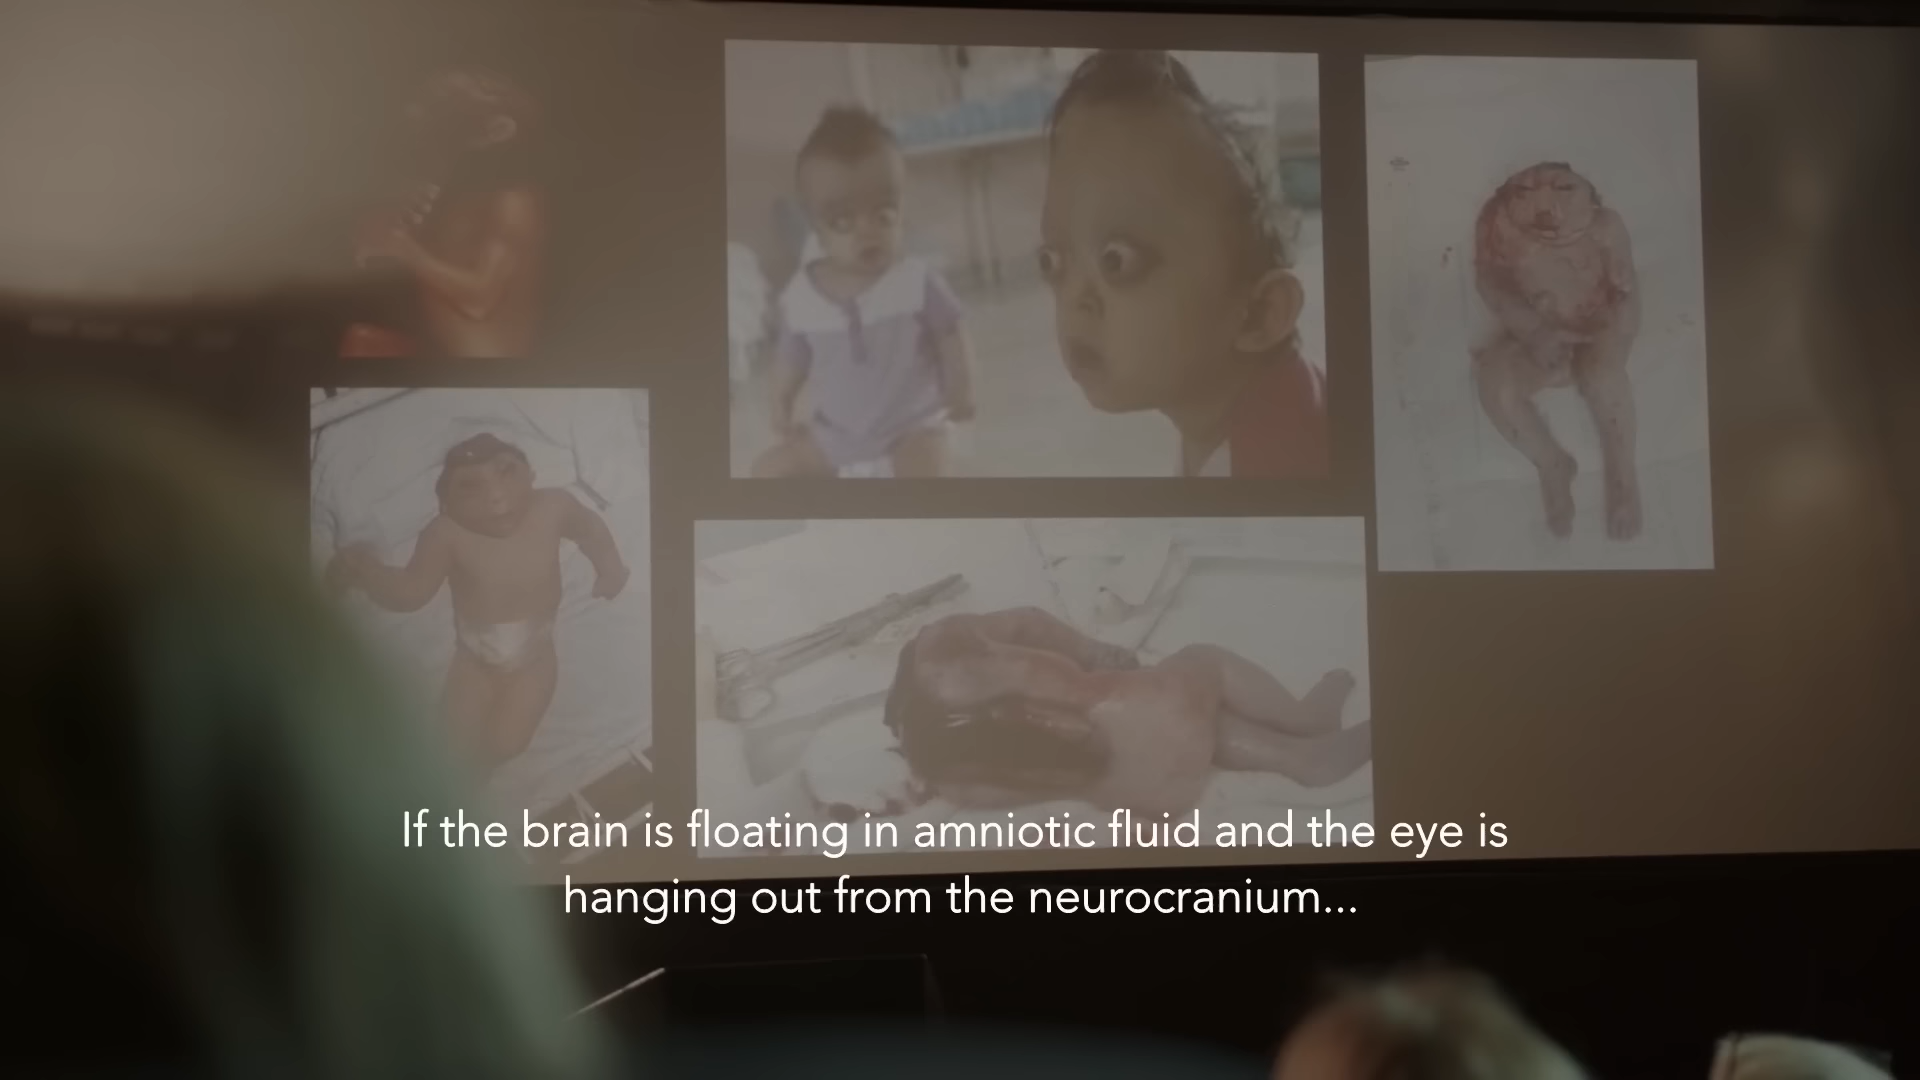 If the brain is floating in amniotic fluid and the eye is
hanging out from the neurocranium...